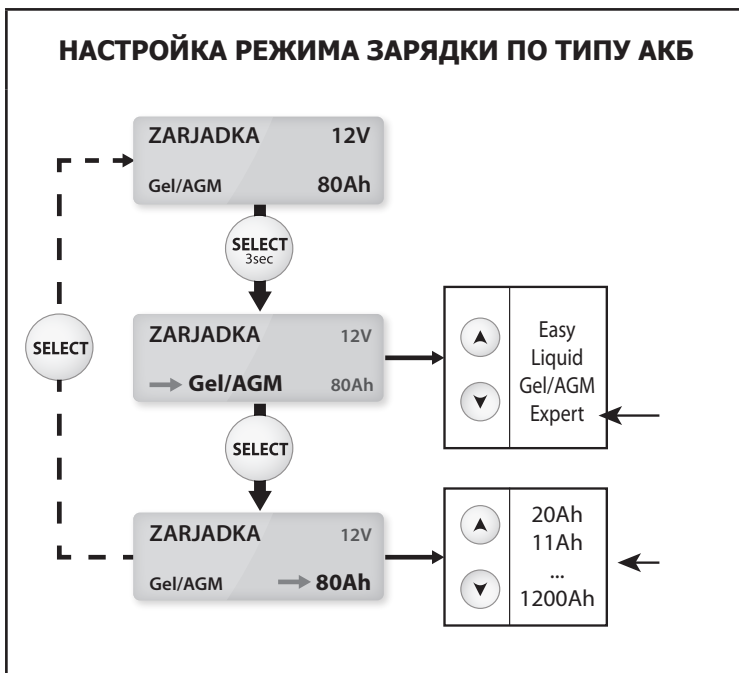 НАСТРОЙКА РЕЖИМА ЗАРЯДКИ ПО ТИПУ АКБ
ZARJADKA 12V
Gel/AGM 80Ah
SELECT
3sec
ZARJADKA 12V
Gel/AGM 80Ah
Easy
Liquid
Gel/AGM
Expert
SELECT
SELECT
ZARJADKA 12V
Gel/AGM 80Ah
20Ah
11Ah
...
1200Ah